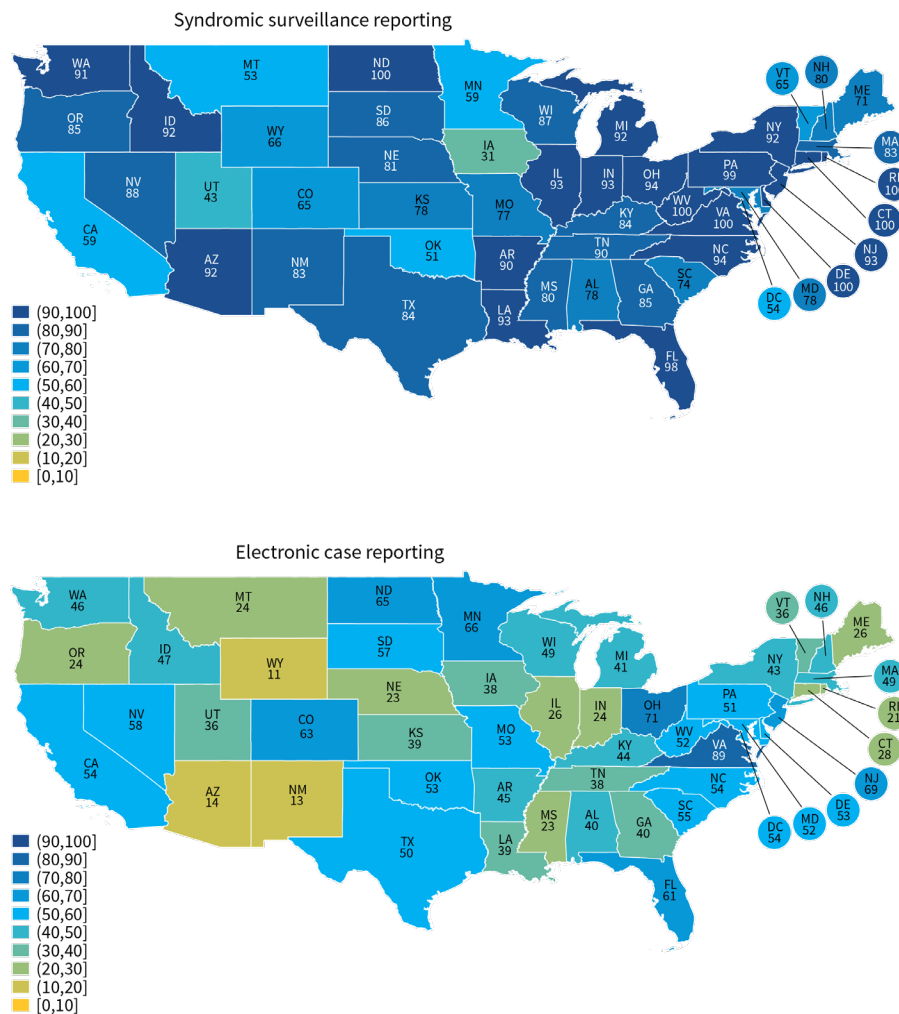 Syndromic surveillance reporting
WA
91
MT
53
ND
100
MN
59
VT
65
NH
80
ME
71
OR
85
ID
92
SD
86
WI
87
MI
92
NY
92
MA
83
WY
66
IA
31
NE
81
PA
99
RI
100
NV
88
UT
43
CO
65
KS
78
MO
77
IL
93
IN
93
OH
94
WV
100
VA
100
KY
84
CT
100
CA
59
AZ
92
NM
83
OK
51
AR
90
TN
90
NC
94
NJ
93
TX
84
LA
93
MS
80
AL
78
GA
85
SC
74
DC
54
MD
78
DE
100
FL
98
(90,100]
(80,90]
(70,80]
(60,70]
(50,60]
(40,50]
(30,40]
(20,30]
(10,20]
[0,10]
Electronic case reporting
WA
46
MT
24
ND
65
MN
66
VT
36
NH
46
ME
26
OR
24
ID
47
SD
57
WI
49
MI
41
NY
43
MA
49
WY
11
IA
38
NE
23
PA
51
RI
21
NV
58
UT
36
CO
63
KS
39
MO
53
IL
26
IN
24
OH
71
WV
52
VA
89
KY
44
CT
28
CA
54
AZ
14
NM
13
OK
53
AR
45
TN
38
NC
54
NJ
69
TX
50
LA
39
MS
23
AL
40
GA
40
SC
55
DC
54
MD
52
DE
53
FL
61
(90,100]
(80,90]
(70,80]
(60,70]
(50,60]
(40,50]
(30,40]
(20,30]
(10,20]
[0,10]